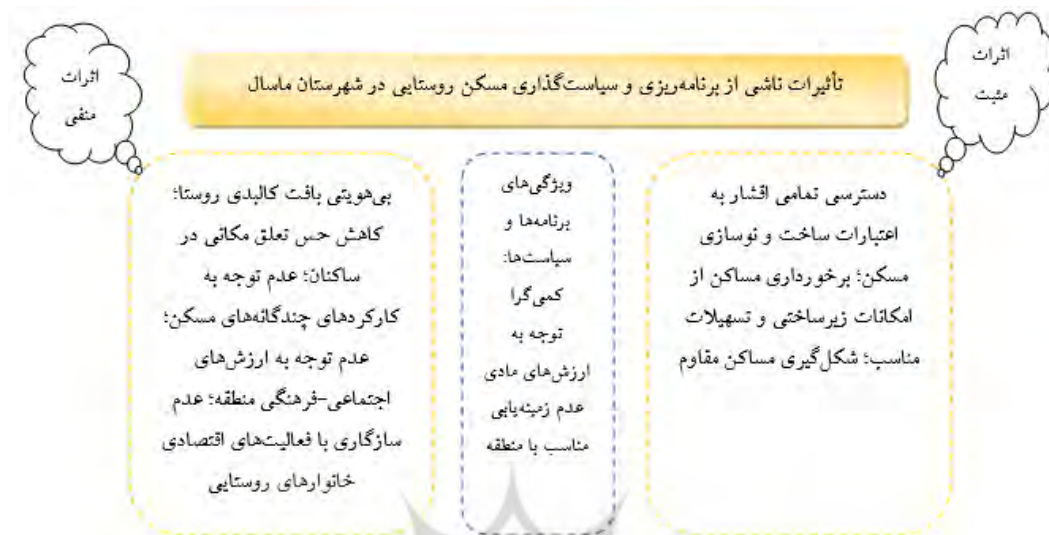 اثرات
مثبت
تأثیرات ناشی از برنامه‌ریزی و سیاست‌گذاری مسکن روستایی در شهرستان ماسال
اثرات
منفی
دسترسی تمامی اقشار به
اعتبارات ساخت و نوسازی
مسکن؛ برخورداری مساکن از
امکانات زیرساختی و تسهیلات
مناسب؛ شکل‌گیری مساکن مقاوم
ویژگی‌های
برنامه‌ها و
سیاست‌ها:
کمی‌گرا
توجه به
ارزش‌های مادی
عدم زمینه‌یابی
مناسب با منطقه
بی‌هویتی بافت کالبدی روستا؛
کاهش حس تعلق مکانی در
ساکنان؛ عدم توجه به
کارکردهای چندگانه‌های مسکن؛
عدم توجه به ارزش‌های
اجتماعی-فرهنگی منطقه؛ عدم
سازگاری با فعالیت‌های اقتصادی
خانوارهای روستایی